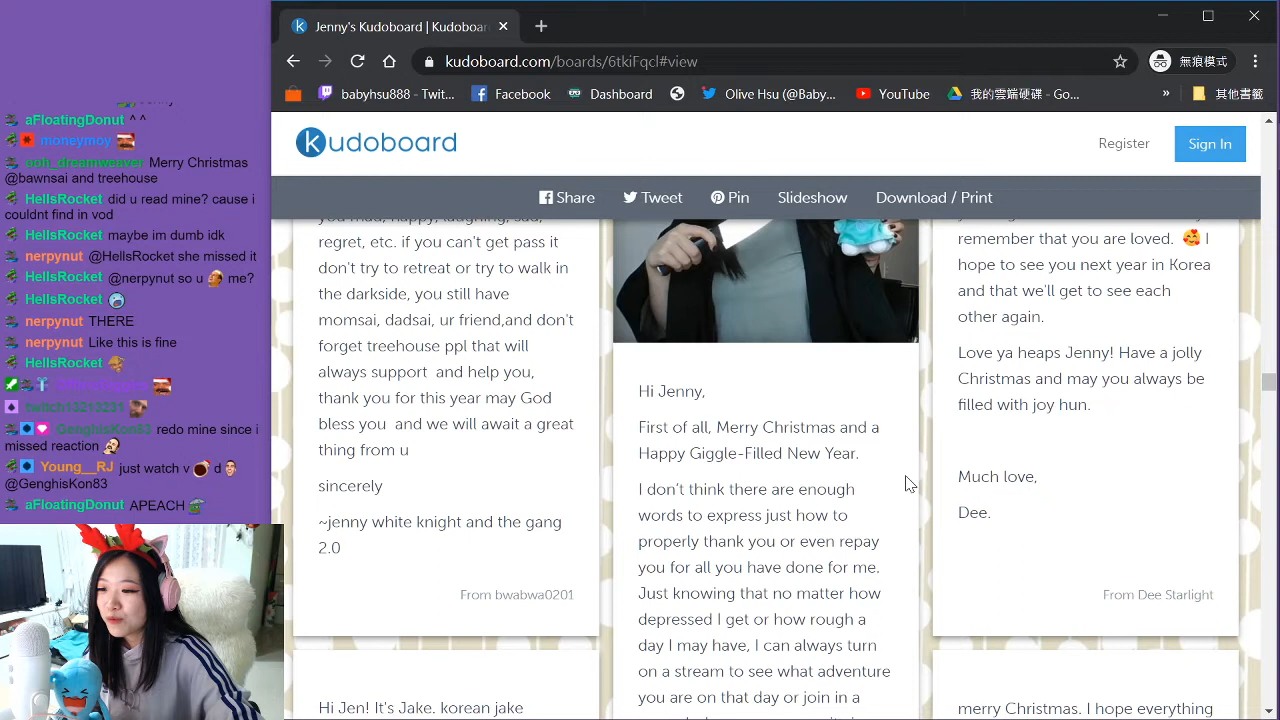 aFloatingDonut ^ ^
moneymoy
ooh_dreamweaver Merry Christmas
@bawnsai and treehouse
HellsRocket did you read mine? cause i
couldnt find in vod
HellsRocket maybe im dumb idk
nerpynut @HellsRocket she missed it
HellsRocket @nerpynut so u me?
HellsRocket
nerpynut THERE
nerpynut Like this is fine
HellsRocket
twitch13213231
GenghisKon83 redo mine since i
missed reaction
Young__RJ just watch v d
@GenghisKon83
aFloatingDonut APEACH
Jenny's Kudoboard | Kudoboar
kudoboard.com/boards/6tkiFqcl#view
無痕模式
babyhsu888 - Twit...
Facebook
Dashboard
Olive Hsu (@Baby...
YouTube
我的雲端硬碟 - Go...
»
其他書籤
kudoboard
Register
Sign In
Share
Tweet
Pin
Slideshow
Download / Print
you mad, happy, laughing, sad,
regret, etc. if you can't get pass it
don't try to retreat or try to walk in
the darkside, you still have
momsai, dadsai, ur friend,and don't
forget treehouse ppl that will
always support and help you,
thank you for this year may God
bless you and we will await a great
thing from u
sincerely
~jenny white knight and the gang
2.0
From bwabwa0201
Hi Jen! It's Jake. korean jake
Hi Jenny,
First of all, Merry Christmas and a
Happy Giggle-Filled New Year.
I don't think there are enough
words to express just how to
properly thank you or even repay
you for all you have done for me.
Just knowing that no matter how
depressed I get or how rough a
day I may have, I can always turn
on a stream to see what adventure
you are on that day or join in a
remember that you are loved. 🥰 I
hope to see you next year in Korea
and that we'll get to see each
other again.
Love ya heaps Jenny! Have a jolly
Christmas and may you always be
filled with joy hun.
Much love,
Dee.
From Dee Starlight
merry Christmas. I hope everything